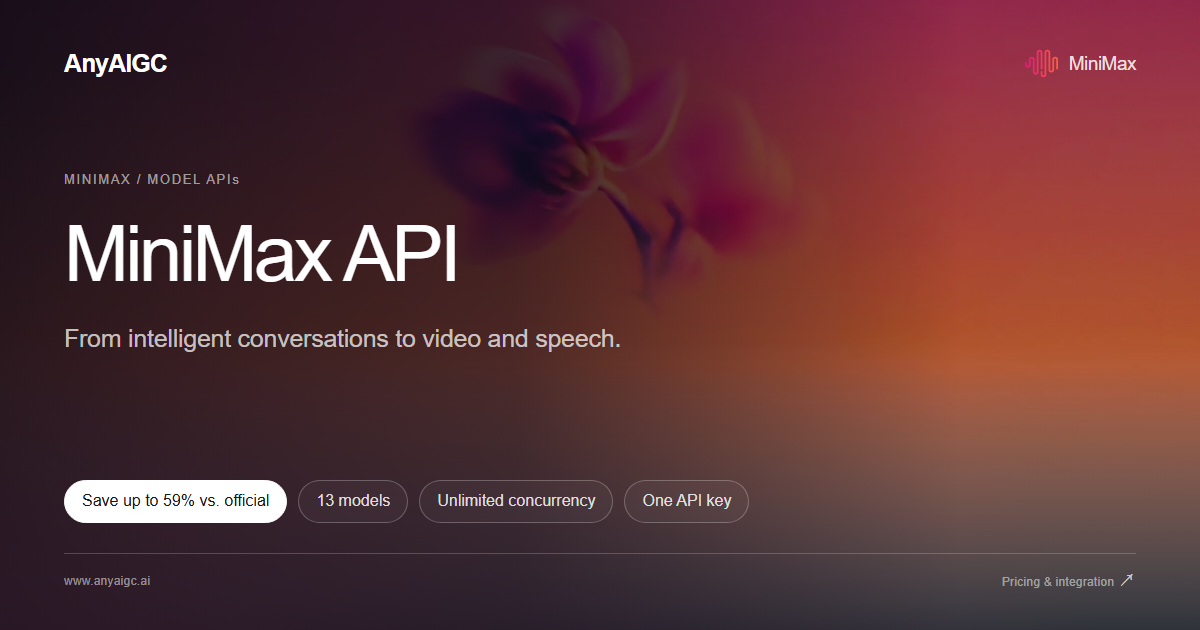 AnyAIGC
MiniMax
MINIMAX / MODEL APIs
MiniMax API
From intelligent conversations to video and speech.
Save up to 59% vs. official
13 models
Unlimited concurrency
One API key
www.anyaigc.ai
Pricing & integration